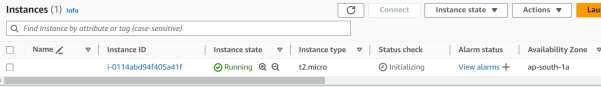 Instances (1) Info
Connect Instance state Actions Lau
Find Instance by attribute or tag (case-sensitive)
Name Instance ID Instance state Instance type Status check Alarm status Availability Zone
i-0114abd94f405a41f Running t2.micro Initializing View alarms + ap-south-1a